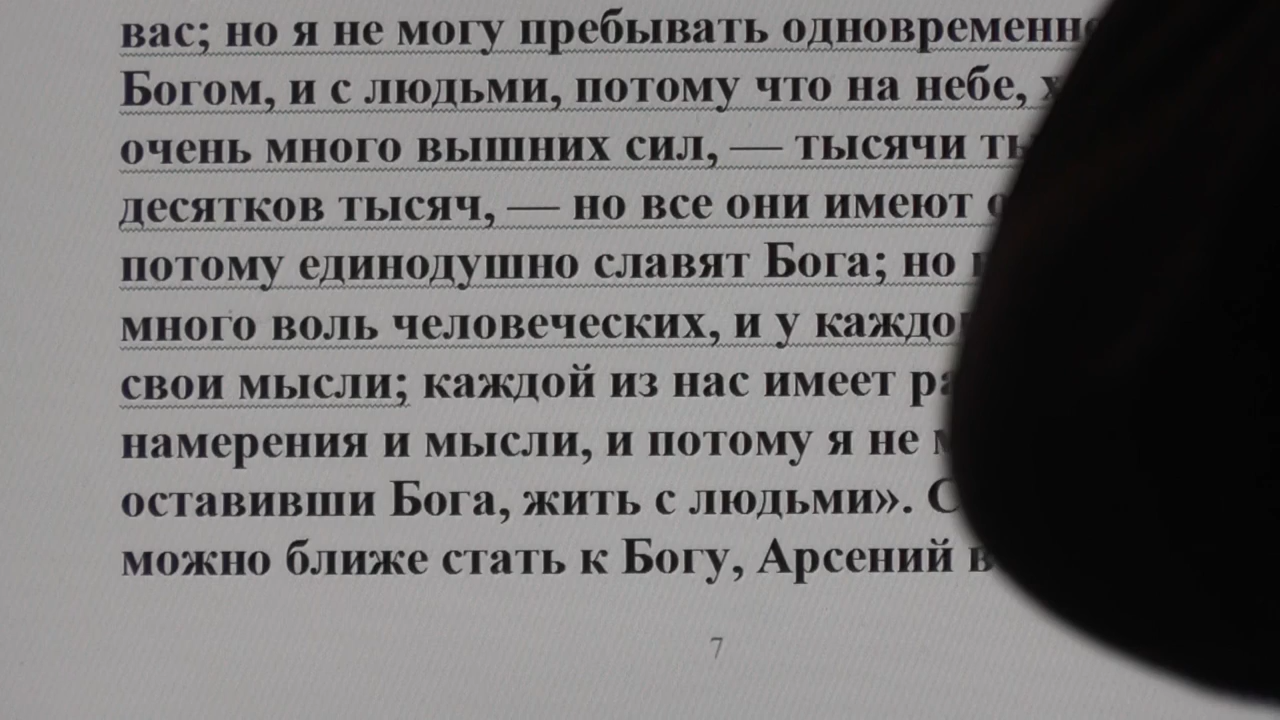 вас; но я не могу пребывать одновременно
Богом, и с людьми, потому что на небе,
очень много вышних сил, — тысячи
десятков тысяч, — но все они имеют
потому единодушно славят Бога; но
много воль человеческих, и у
свои мысли; каждой из нас имеет
намерения и мысли, и потому я не
оставивши Бога, жить с людьми».
можно ближе стать к Богу, Арсений
7